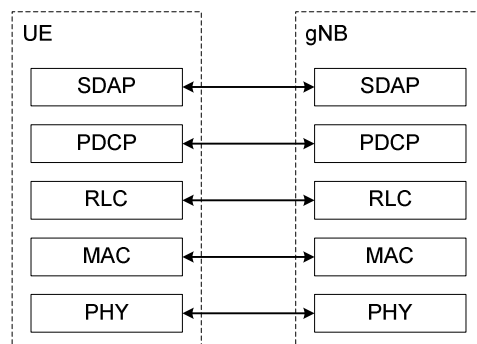 UE gNB
SDAP SDAP
PDCP PDCP
RLC RLC
MAC MAC
PHY PHY